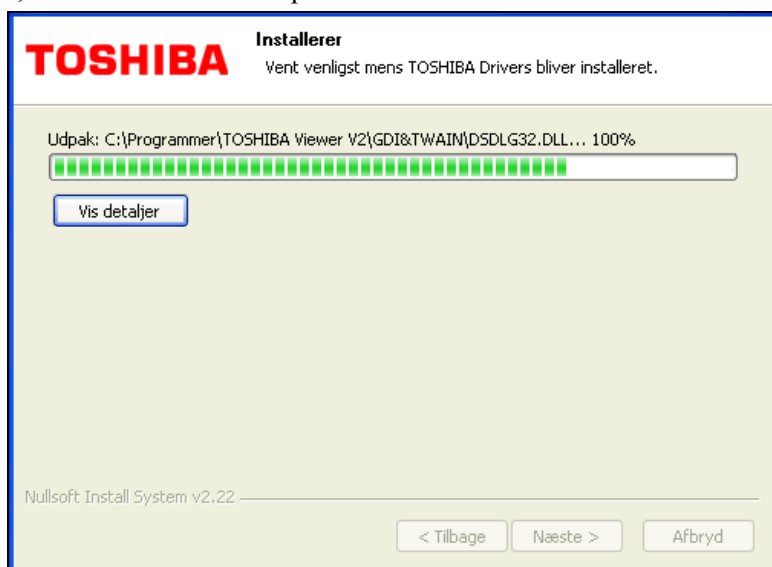 TOSHIBA
Installerer
Vent venligst mens TOSHIBA Drivers bliver installeret.
Udpak: C:\Programmer\TOSHIBA Viewer V2\GDI&TWAIN\DSDLG32.DLL... 100%
Vis detaljer
Nullsoft Install System v2.22
< Tilbage
Næste >
Afbryd